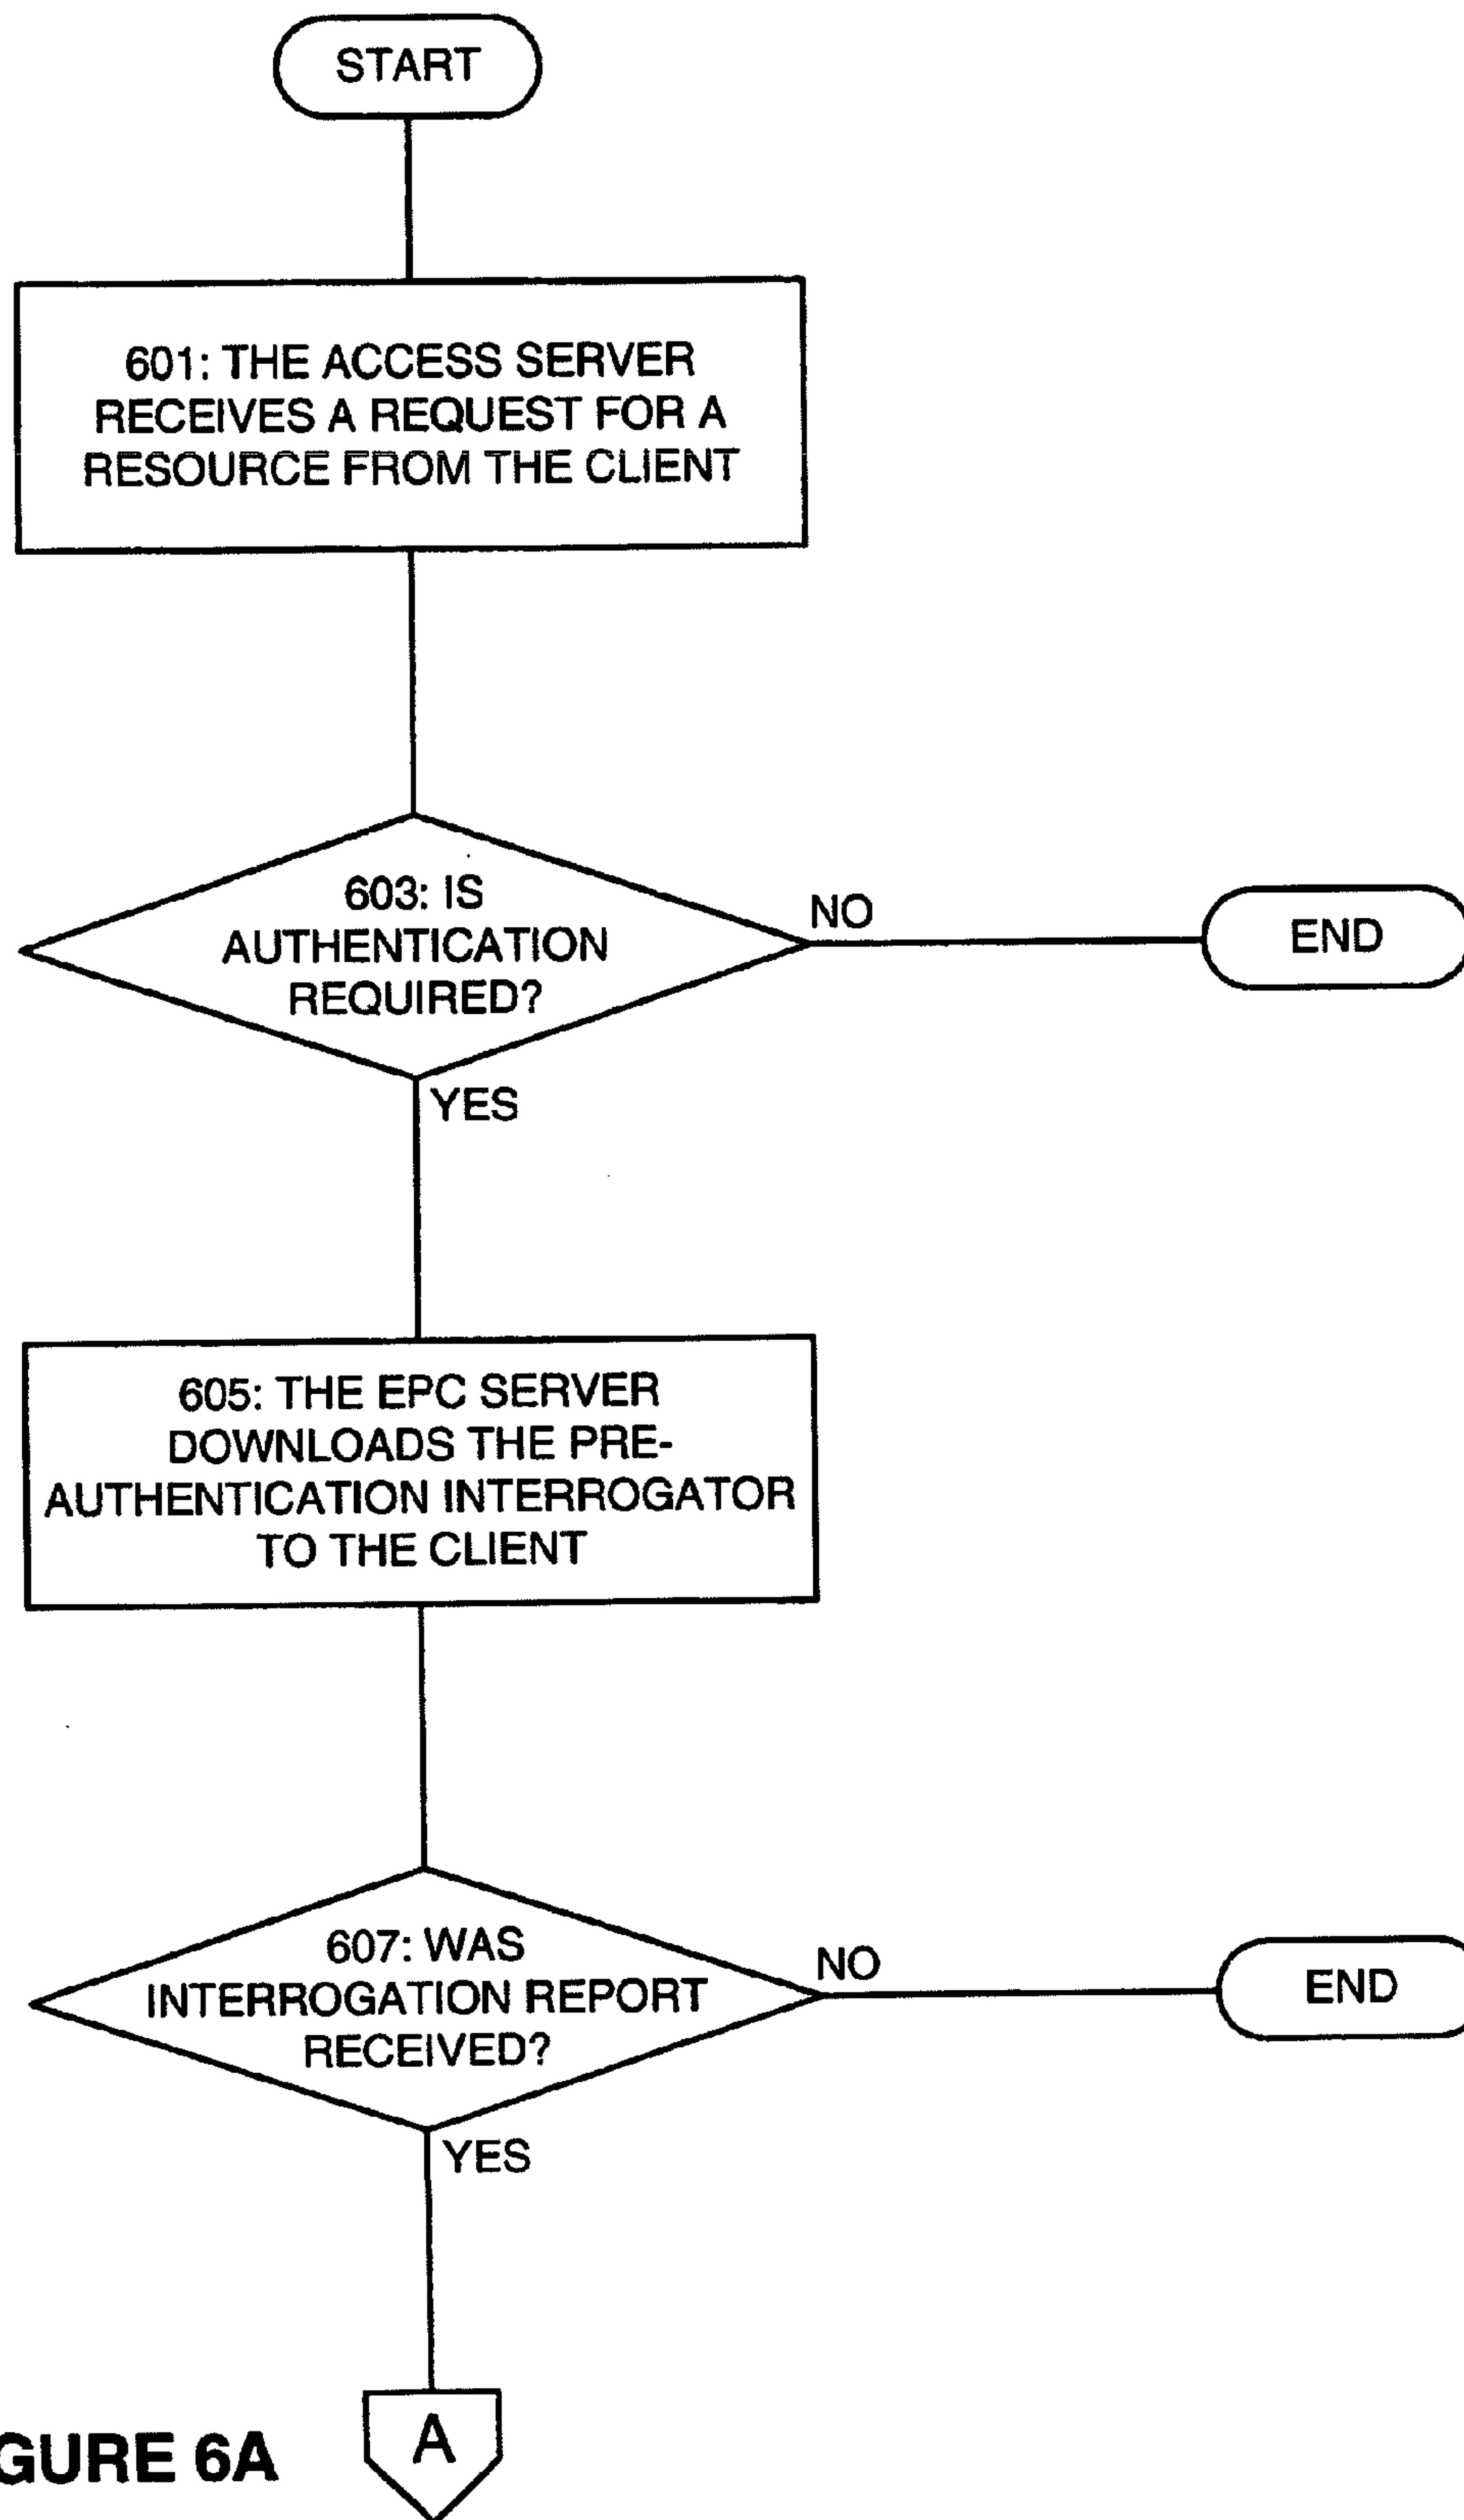 START
601: THE ACCESS SERVER
RECEIVES A REQUEST FOR A
RESOURCE FROM THE CLIENT
603: IS
AUTHENTICATION
REQUIRED?
NO
END
YES
605: THE EPC SERVER
DOWNLOADS THE PRE-
AUTHENTICATION INTERROGATOR
TO THE CLIENT
607: WAS
INTERROGATION REPORT
RECEIVED?
NO
END
YES
A
GURE 6A